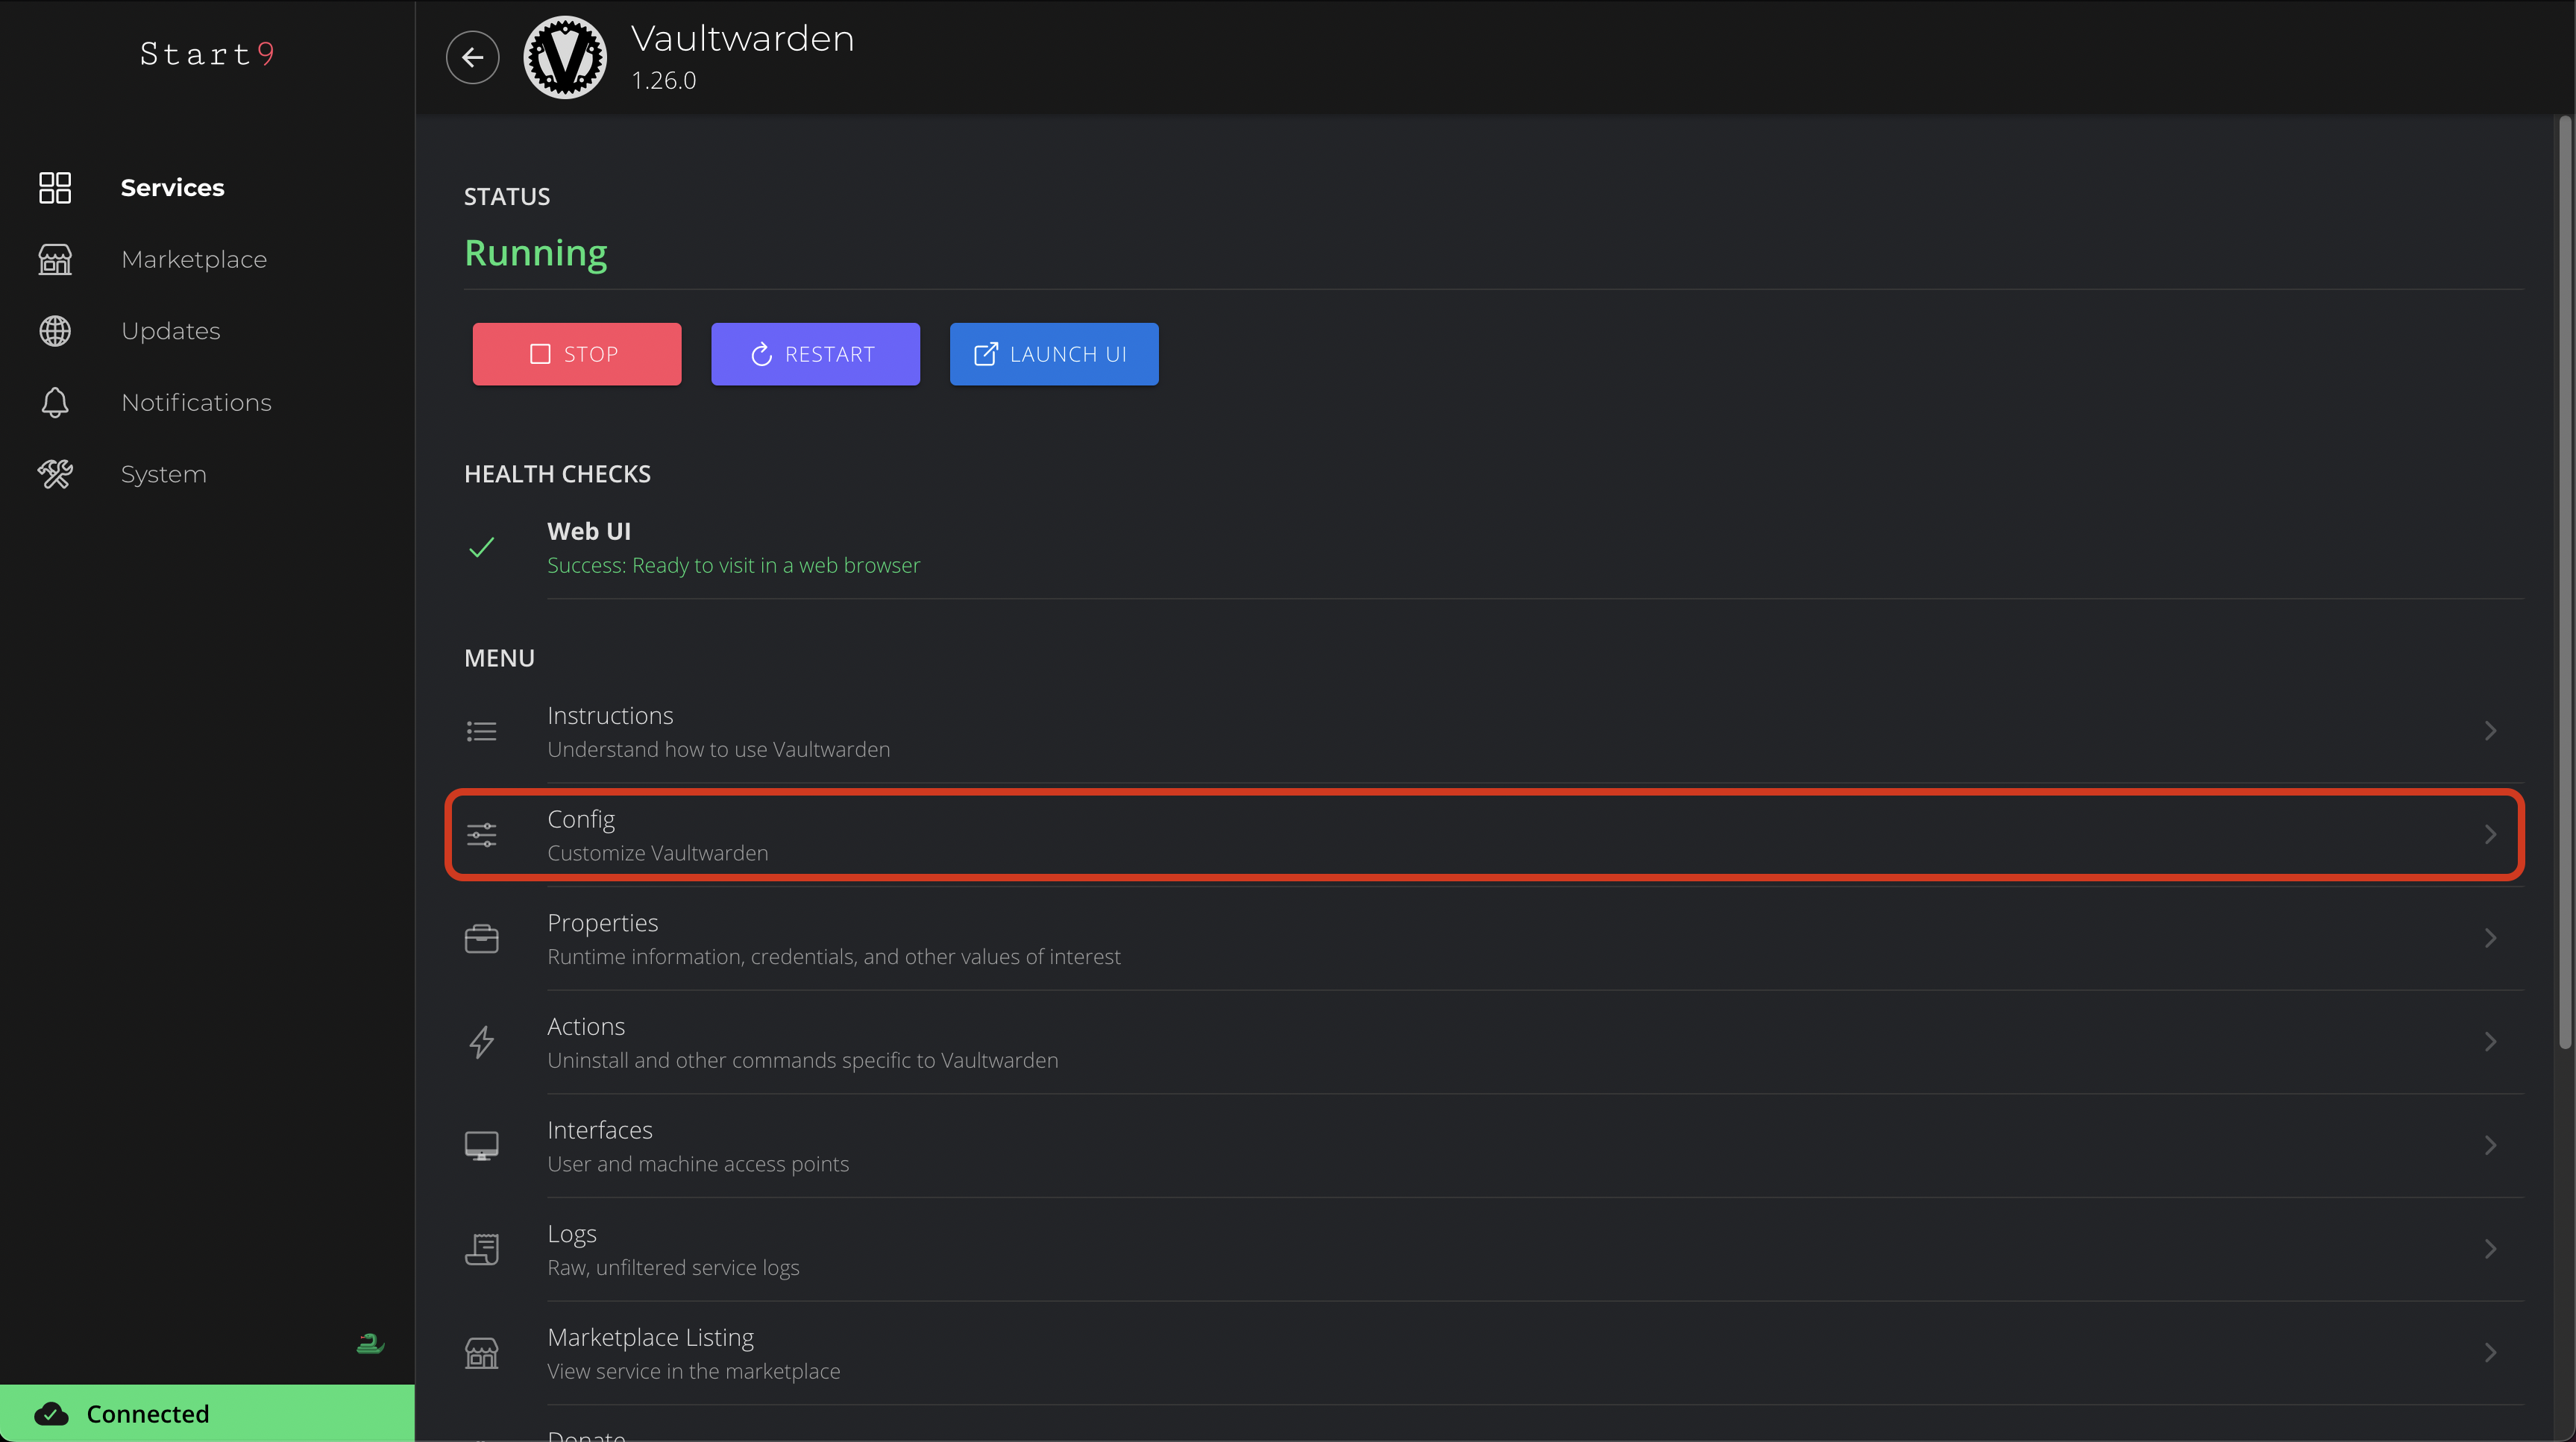 Start9
Services
Marketplace
Updates
Notifications
System
Connected
Vaultwarden
1.26.0
STATUS
Running
STOP
RESTART
LAUNCH UI
HEALTH CHECKS
Web UI
Success: Ready to visit in a web browser
MENU
Instructions
Understand how to use Vaultwarden
Config
Customize Vaultwarden
Properties
Runtime information, credentials, and other values of interest
Actions
Uninstall and other commands specific to Vaultwarden
Interfaces
User and machine access points
Logs
Raw, unfiltered service logs
Marketplace Listing
View service in the marketplace
Donate